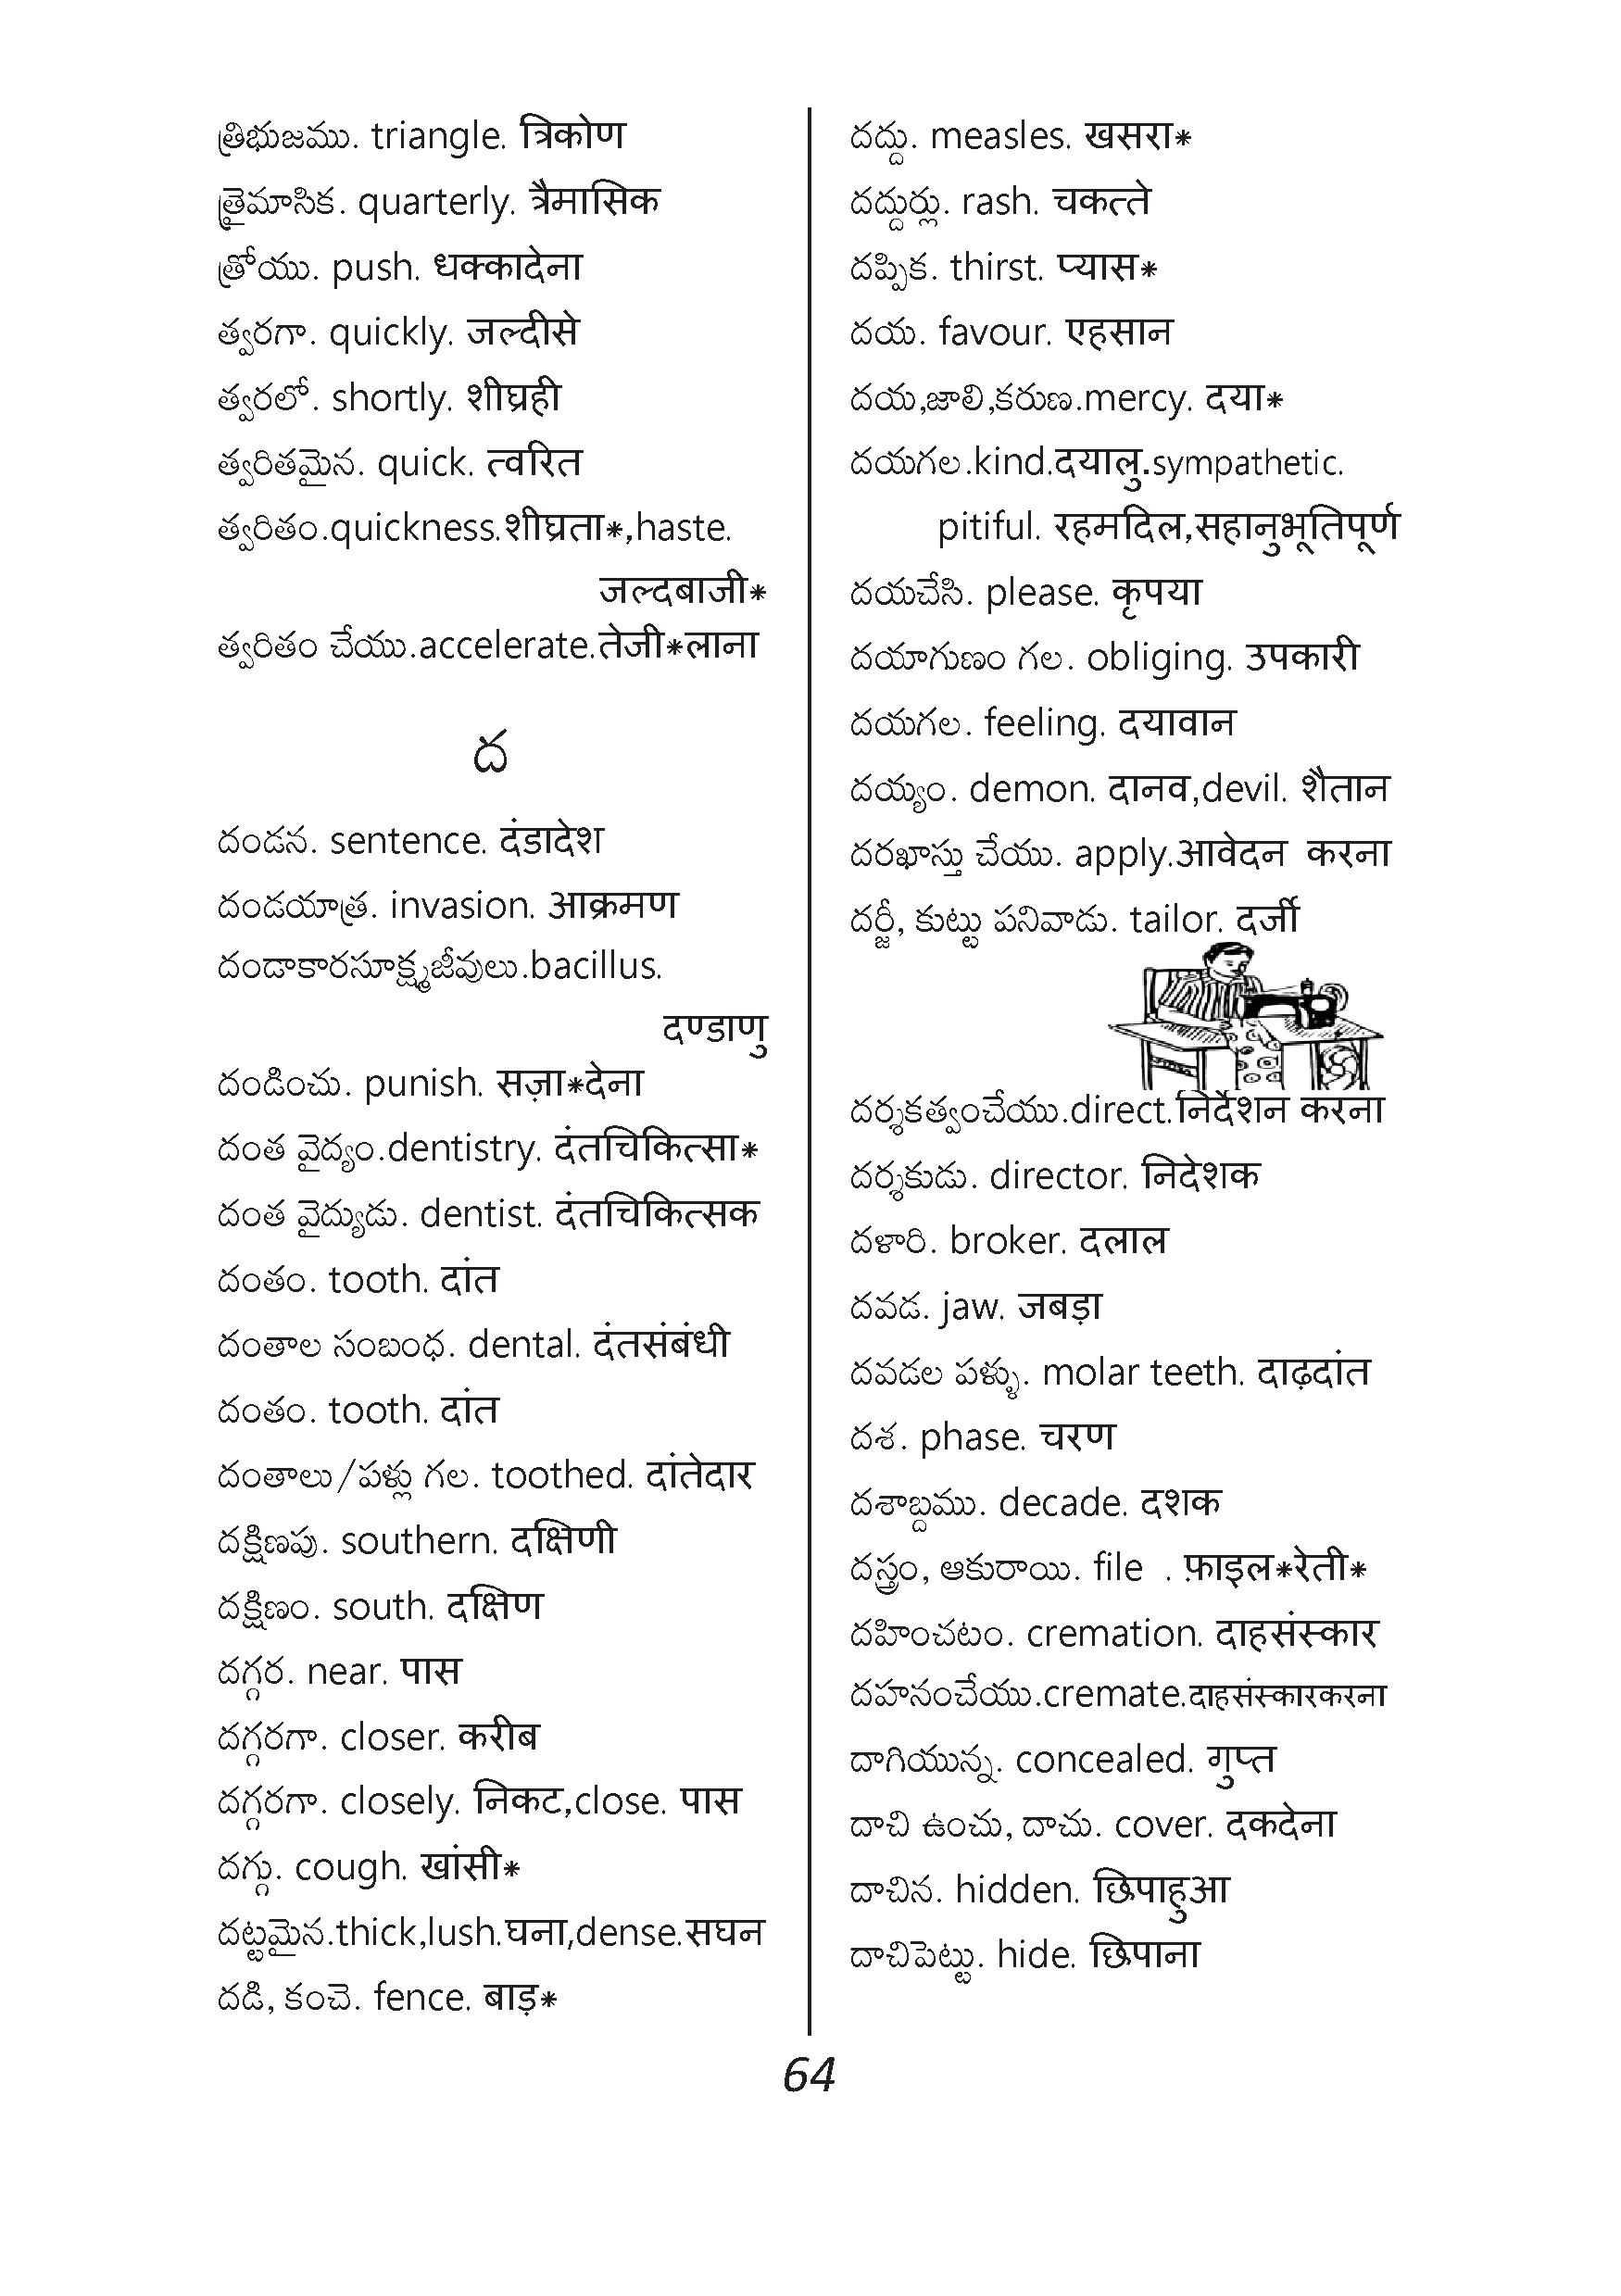 త్రిభుజము. triangle. त्रिकोण
త్రైమాసిక. quarterly. त्रैमासिक
త్రోయు. push. धक्कादेना
త్వరగా. quickly. जल्दीसे
త్వరలో. shortly. शीघ्रही
త్వరితమైన. quick. त्वरित
త్వరితం.quickness.शीघ्रता*,haste.
जल्दबाजी*
త్వరితం చేయు.accelerate.तेजी*लाना
ద
దండన. sentence. दंडादेश
దండయాత్ర. invasion. आक्रमण
దండాకారసూక్ష్మజీవులు.bacillus.
दण्डाणु
దండించు. punish. सज़ा*देना
దంత వైద్యం.dentistry. दंतचिकित्सा*
దంత వైద్యుడు. dentist. दंतचिकित्सक
దంతం. tooth. दांत
దంతాల సంబంధ. dental. दंतसंबंधी
దంతం. tooth. दांत
దంతాలు/పళ్లు గల. toothed. दांतेदार
దక్షిణపు. southern. दक्षिणी
దక్షిణం. south. दक्षिण
దగ్గర. near. पास
దగ్గరగా. closer. करीब
దగ్గరగా. closely. निकट,close. पास
దగ్గు. cough. खांसी*
దట్టమైన.thick,lush.घना,dense.सघन
దడి, కంచె. fence. बाड़*
దద్దు. measles. खसरा*
దద్దుర్లు. rash. चकत्ते
దప్పిక. thirst. प्यास*
దయ. favour. एहसान
దయ,జాలి,కరుణ.mercy. दया*
దయగల.kind.दयालु.sympathetic.
pitiful. रहमदिल,सहानुभूतिपूर्ण
దయచేసి. please. कृपया
దయాగుణం గల. obliging. उपकारी
దయగల. feeling. दयावान
దయ్యం. demon. दानव,devil. शैतान
దరఖాస్తు చేయు. apply.आवेदन करना
దర్జీ, కుట్టు పనివాడు. tailor. दर्जी
దర్శకత్వంచేయు.direct.निर्देशन करना
దర్శకుడు. director. निदेशक
దళారి. broker. दलाल
దవడ. jaw. जबड़ा
దవడల పళ్ళు. molar teeth. दाढ़दांत
దశ. phase. चरण
దశాబ్దము. decade. दशक
దస్త్రం, ఆకురాయి. file . फ़ाइल*रेती*
దహించటం. cremation. दाहसंस्कार
దహనంచేయు.cremate.दाहसंस्कारकरना
దాగియున్న. concealed. गुप्त
దాచి ఉంచు, దాచు. cover. दकदेना
దాచిన. hidden. छिपाहुआ
దాచిపెట్టు. hide. छिपाना
64